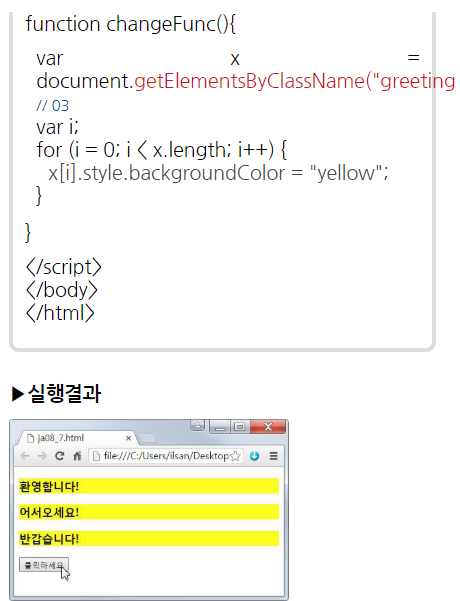 function changeFunc(){
var x =
document.getElementsByClassName("greeting
// 03
var i;
for (i = 0; i < x.length; i++) {
x[i].style.backgroundColor = "yellow";
}
}
</script>
</body>
</html>
▶실행결과
ja08_7.html
file:///C:/Users/ilsan/Desktop
환영합니다!
어서오세요!
반갑습니다!
클릭하세요